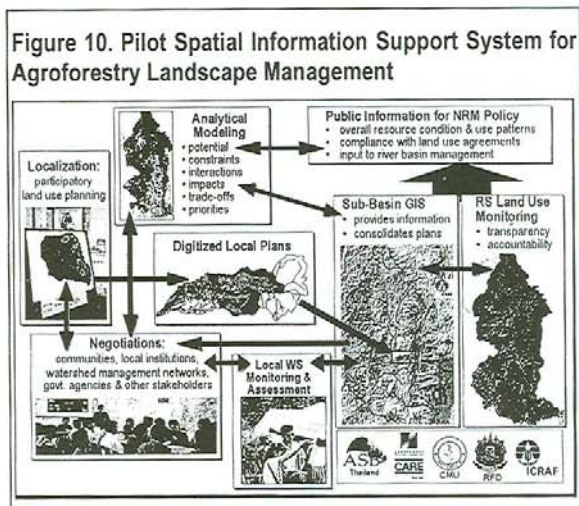 Figure 10. Pilot Spatial Information Support System for
Agroforestry Landscape Management
Analytical
Modeling
• potential
• constraints
• interactions
• impacts
• trade-offs
• priorities
Public Information for NRM Policy
• overall resource condition & use patterns
• compliance with land use agreements
• input to river basin management
Localization:
participatory
land use planning
Sub-Basin GIS
• provides information
• consolidates plans
RS Land Use
Monitoring
• transparency
• accountability
Digitized Local Plans
Negotiations:
communities, local institutions,
watershed management networks,
govt. agencies & other stakeholders
Local WS
Monitoring &
Assessment
ASB
Thailand
CARE
CMU
RFD
ICRAF